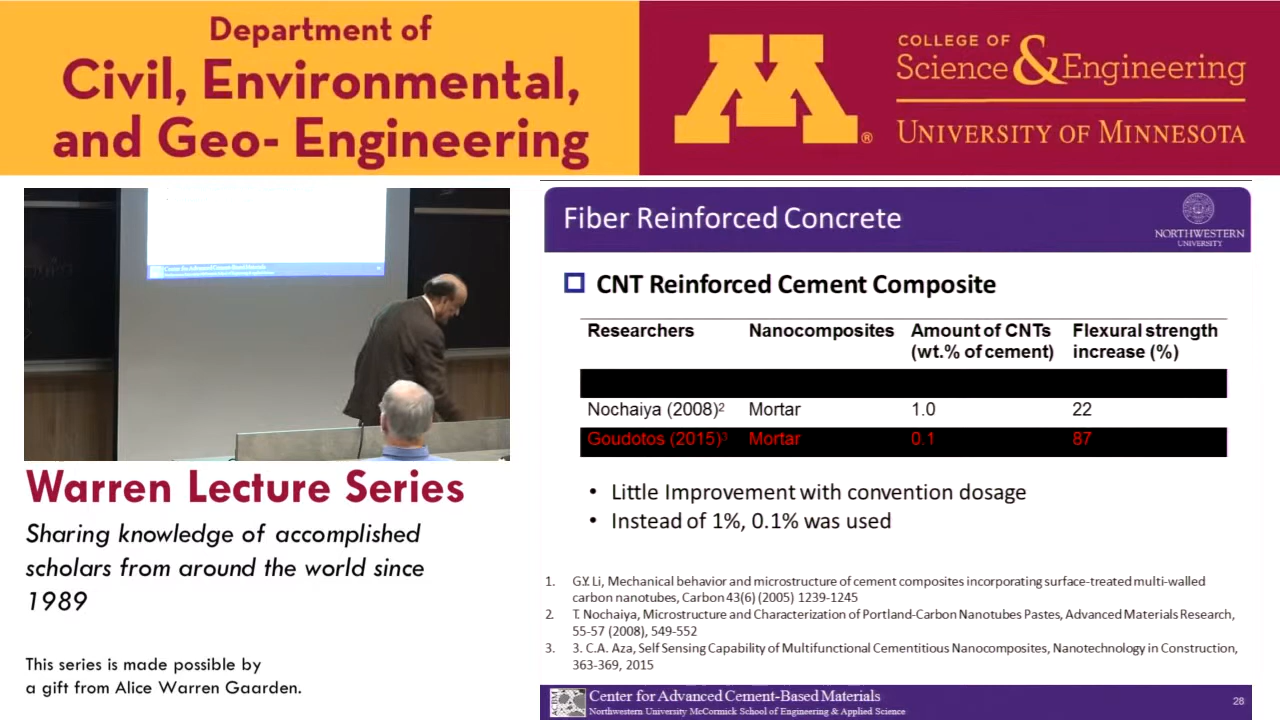 Department of
Civil, Environmental,
and Geo- Engineering
M®
COLLEGE OF
Science & Engineering
UNIVERSITY OF MINNESOTA
Fiber Reinforced Concrete
NORTHWESTERN
UNIVERSITY
CNT Reinforced Cement Composite
Researchers Nanocomposites Amount of CNTs (wt.% of cement) Flexural strength increase (%)
Nochaiya (2008)2 Mortar 1.0 22
Goudotos (2015)3 Mortar 0.1 87
• Little Improvement with convention dosage
• Instead of 1%, 0.1% was used
1. G.Y. Li, Mechanical behavior and microstructure of cement composites incorporating surface-treated multi-walled
carbon nanotubes, Carbon 43(6) (2005) 1239-1245
2. T. Nochaiya, Microstructure and Characterization of Portland-Carbon Nanotubes Pastes, Advanced Materials Research,
55-57 (2008), 549-552
3. 3. C.A. Aza, Self Sensing Capability of Multifunctional Cementitious Nanocomposites, Nanotechnology in Construction,
363-369, 2015
Center for Advanced Cement-Based Materials
Northwestern University McCormick School of Engineering & Applied Science
28
Center for Advanced Cement-Based Materials
Warren Lecture Series
Sharing knowledge of accomplished
scholars from around the world since
1989
This series is made possible by
a gift from Alice Warren Gaarden.